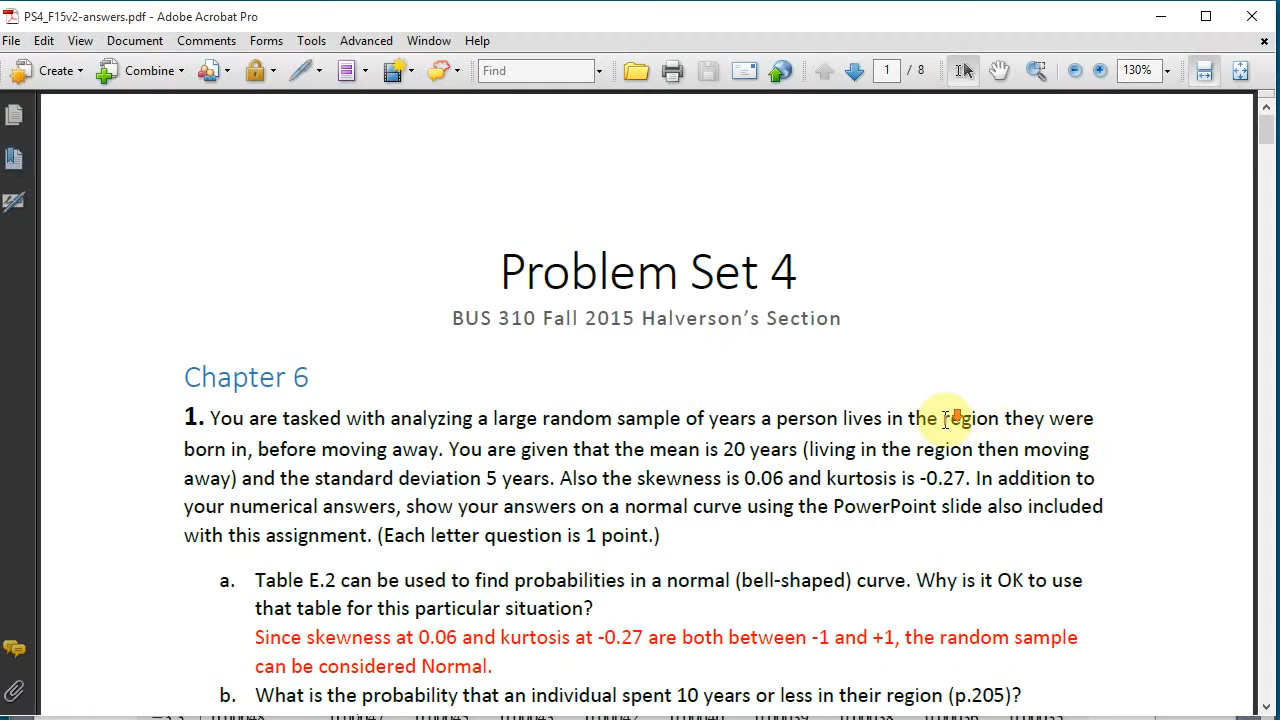 PS4_F15v2-answers.pdf - Adobe Acrobat Pro
File Edit View Document Comments Forms Tools Advanced Window Help
Create Combine Find 1 / 8 130%
Problem Set 4
BUS 310 Fall 2015 Halverson's Section
Chapter 6
1. You are tasked with analyzing a large random sample of years a person lives in the region they were
born in, before moving away. You are given that the mean is 20 years (living in the region then moving
away) and the standard deviation 5 years. Also the skewness is 0.06 and kurtosis is -0.27. In addition to
your numerical answers, show your answers on a normal curve using the PowerPoint slide also included
with this assignment. (Each letter question is 1 point.)
a. Table E.2 can be used to find probabilities in a normal (bell-shaped) curve. Why is it OK to use
that table for this particular situation?
Since skewness at 0.06 and kurtosis at -0.27 are both between -1 and +1, the random sample
can be considered Normal.
b. What is the probability that an individual spent 10 years or less in their region (p.205)?